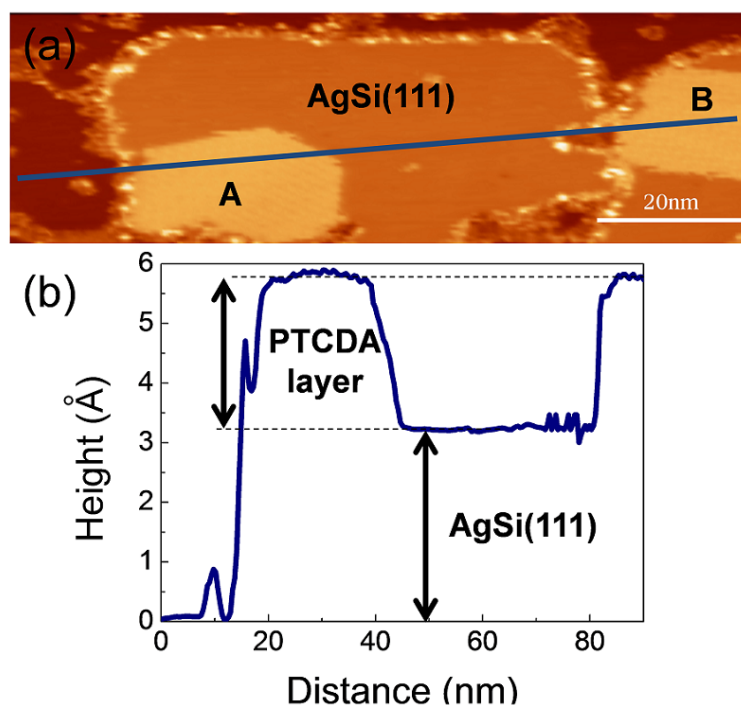 (a)
AgSi(111)
B
A
20nm
(b)
6
5
4
3
2
1
0
PTCDA
layer
AgSi(111)
0 20 40 60 80
Height (Å)
Distance (nm)